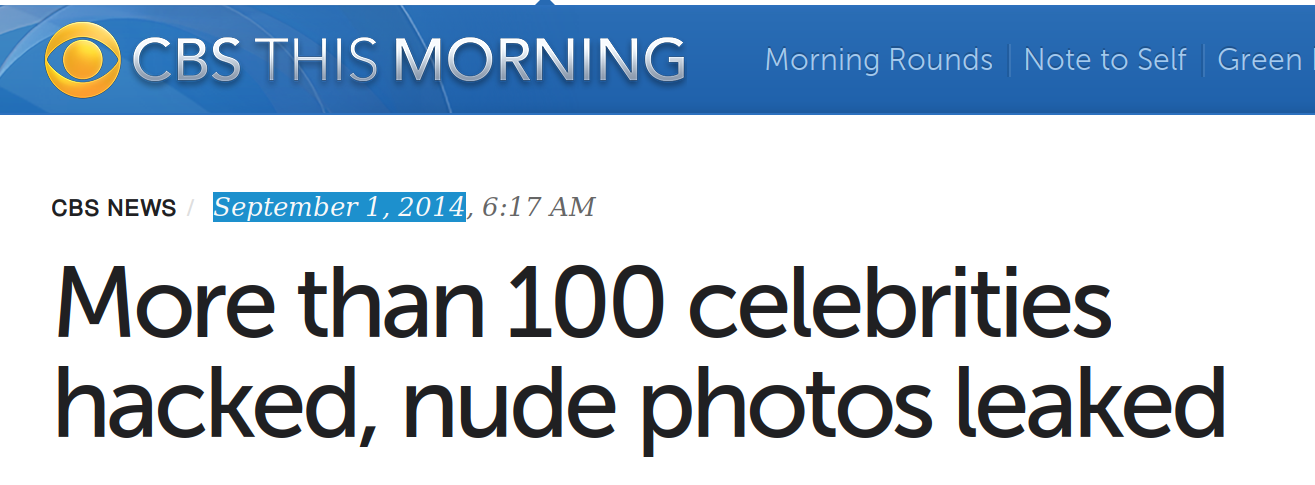 CBS THIS MORNING Morning Rounds Note to Self Green
CBS NEWS / September 1, 2014, 6:17 AM
More than 100 celebrities
hacked, nude photos leaked